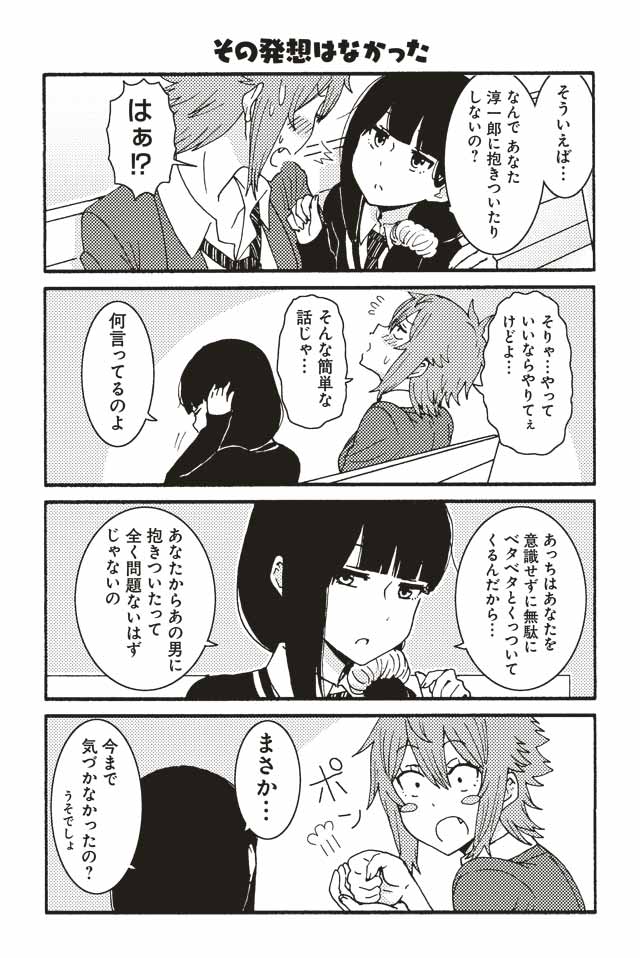 その発想はなかった
そういえば…
なんで あなた
淳一郎に抱きついたり
しないの?
はぁ!?
そりゃ…やって
いいならやりてぇ
けどよ…
そんな簡単な
話じゃ…
何言ってるのよ
あっちはあなたを
意識せずに無駄に
ベタベタとくっついて
くるんだから…
あなたからあの男に
抱きついたって
全く問題ないはず
じゃないの
ポン
まさか…
今まで
気づかなかったの?
うそでしょ